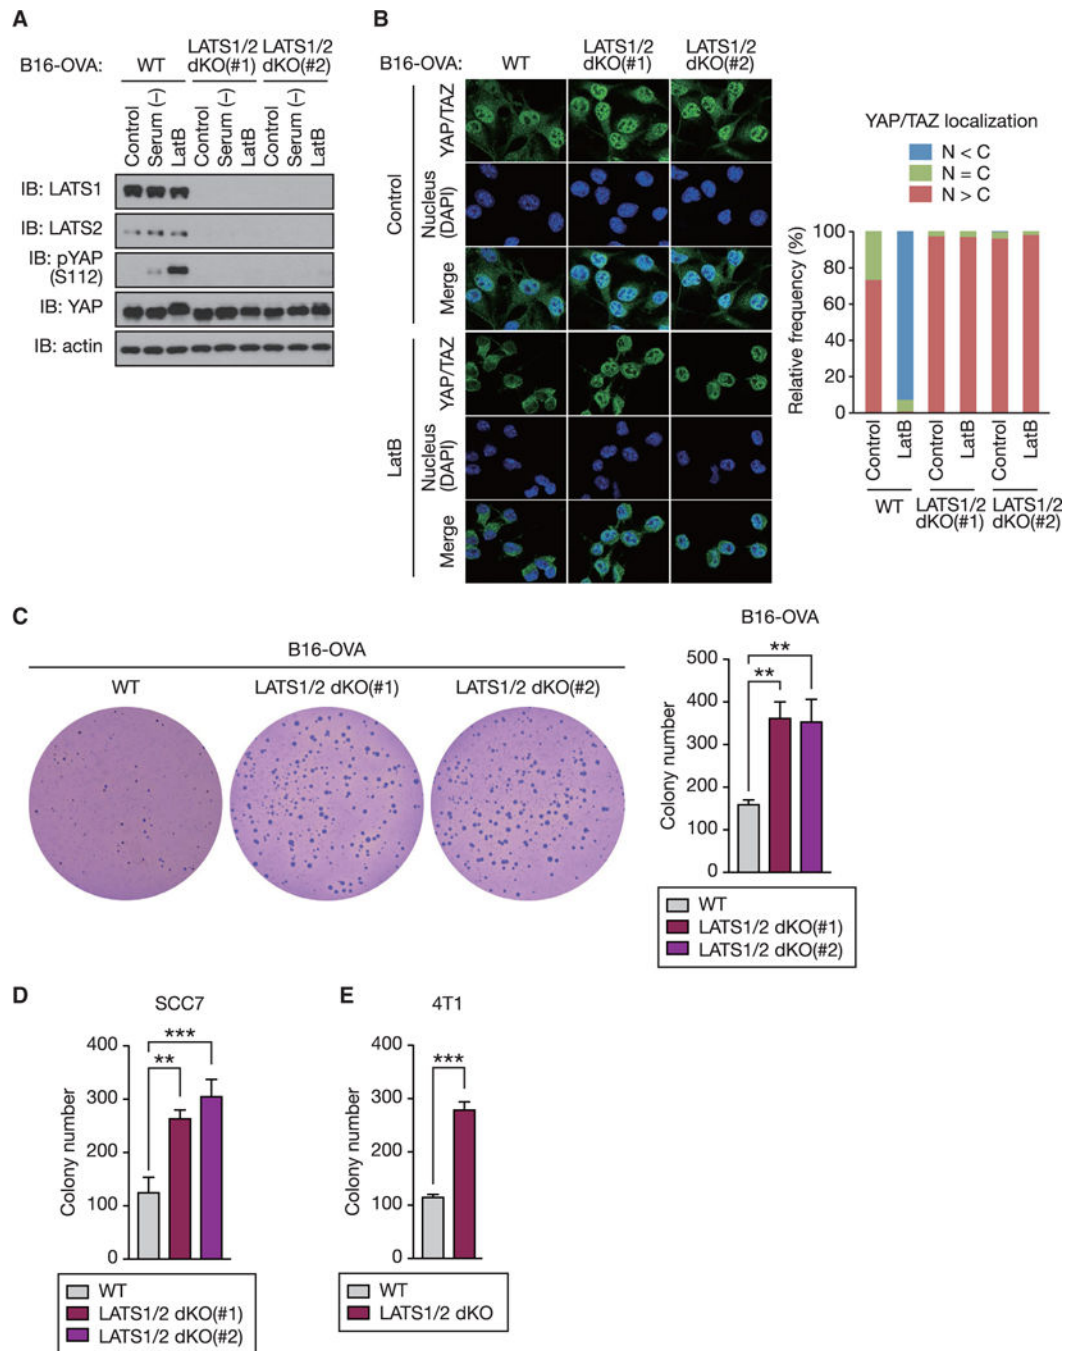 A
B16-OVA:
WT
LATS1/2 dKO(#1)
LATS1/2 dKO(#2)
Control
Serum (–)
LatB
Control
Serum (–)
LatB
Control
Serum (–)
LatB
IB: LATS1
IB: LATS2
IB: pYAP
(S112)
IB: YAP
IB: actin
B
B16-OVA:
WT
LATS1/2
dKO(#1)
LATS1/2
dKO(#2)
Control
YAP/TAZ
Nucleus
(DAPI)
Merge
LatB
YAP/TAZ
Nucleus
(DAPI)
Merge
YAP/TAZ localization
N < C
N = C
N > C
Relative frequency (%)
100
80
60
40
20
0
Control
LatB
Control
LatB
Control
LatB
WT
LATS1/2
dKO(#1)
LATS1/2
dKO(#2)
C
B16-OVA
WT
LATS1/2 dKO(#1)
LATS1/2 dKO(#2)
B16-OVA
Colony number
500
400
300
200
100
0
**
**
WT
LATS1/2 dKO(#1)
LATS1/2 dKO(#2)
D
SCC7
Colony number
400
300
200
100
0
***
**
WT
LATS1/2 dKO(#1)
LATS1/2 dKO(#2)
E
4T1
Colony number
400
300
200
100
0
***
WT
LATS1/2 dKO